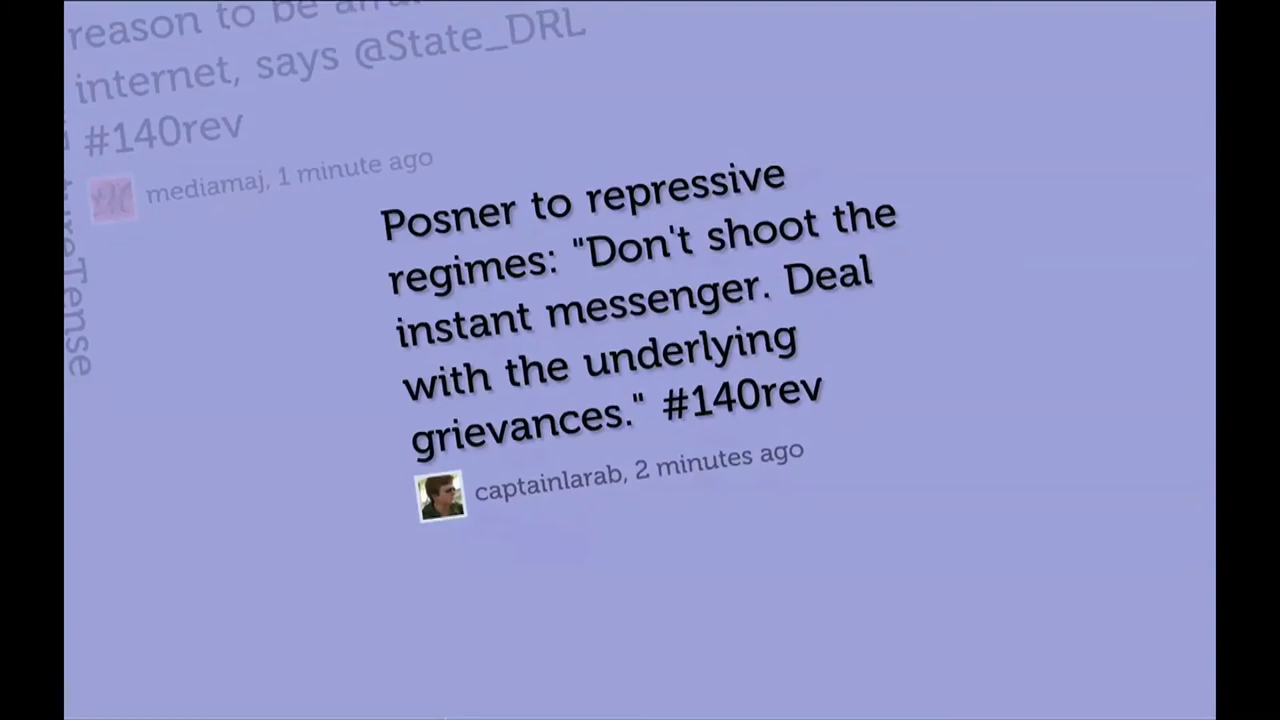 reason to be
internet, says @State_DRL
#140rev
mediamaj, 1 minute ago
Posner to repressive
regimes: "Don't shoot the
instant messenger. Deal
with the underlying
grievances." #140rev
captainlarab, 2 minutes ago